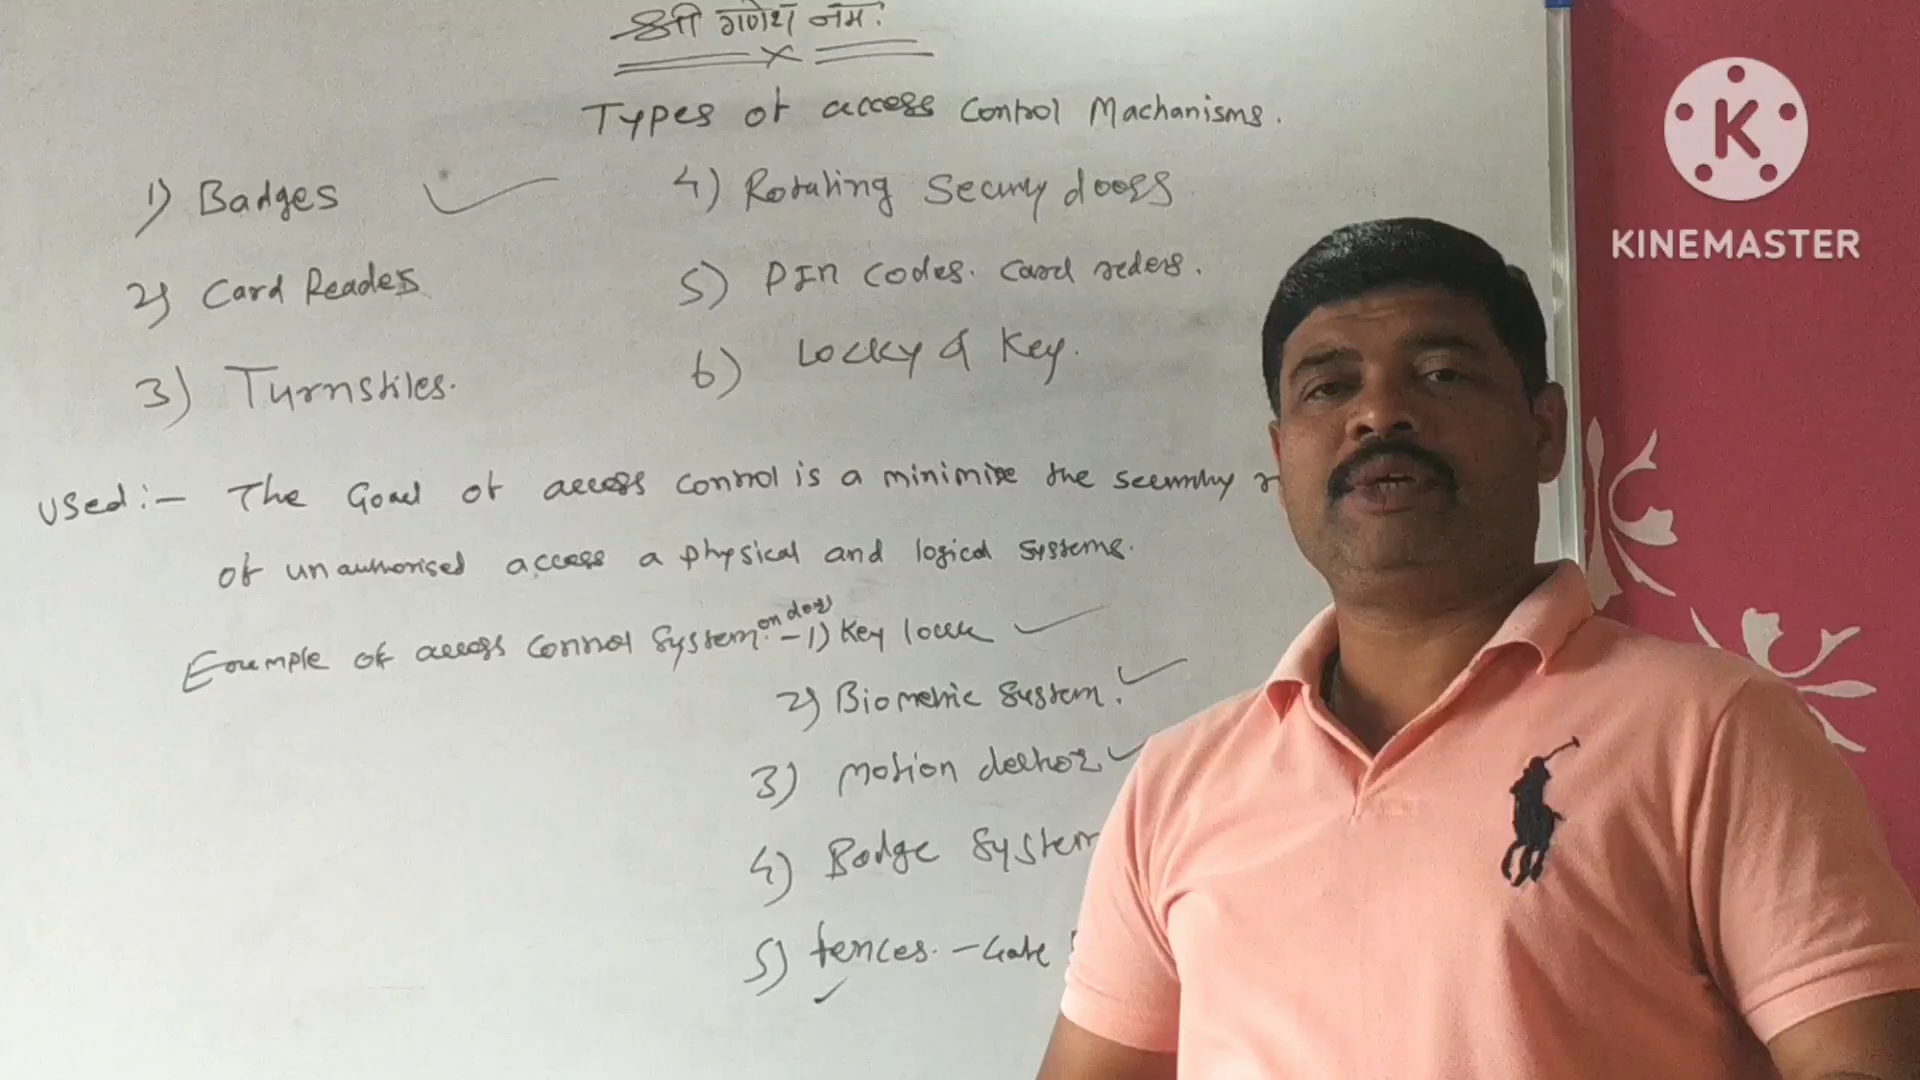 श्री गणेश नमः
Types of access Control Machanisms.
1) Badges
2) Card Reades
3) Turnstiles.
4) Rotating Security doors
5) PIn codes. Card reders.
6) Locky & Key.
Used:- The Goal of access control is a minimise the security
of unauthorised access a physical and logical systems.
Example of access control System:- 1) Key lock
on door
2) Biometric System.
3) Motion dector
4) Badge System
5) fences. - Gate
K
KINEMASTER